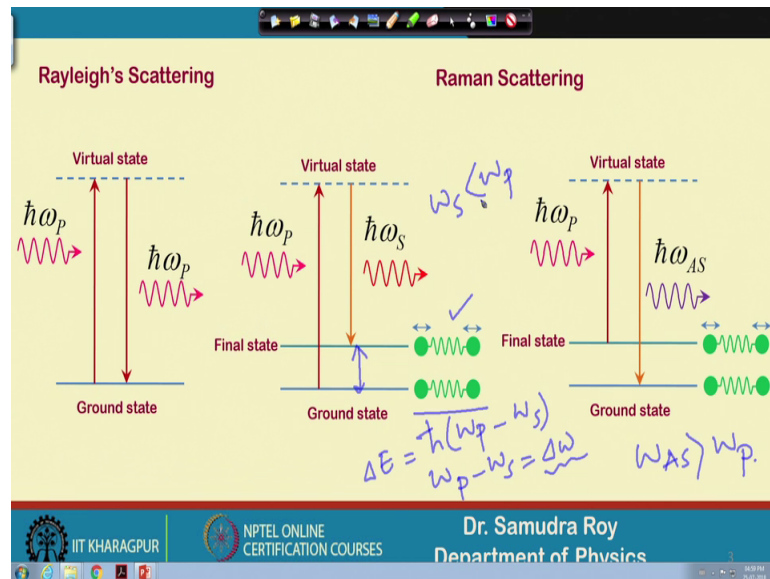 Rayleigh's Scattering
Raman Scattering
Virtual state
ħω_P
ħω_P
Ground state
Virtual state
ħω_P
ħω_S
ω_S < ω_P
Final state
Ground state
ΔE = ħ(ω_P - ω_S)
ω_P - ω_S = Δω
Virtual state
ħω_P
ħω_AS
Final state
Ground state
ω_AS > ω_P.
IIT KHARAGPUR
NPTEL ONLINE
CERTIFICATION COURSES
Dr. Samudra Roy
Department of Physics
3